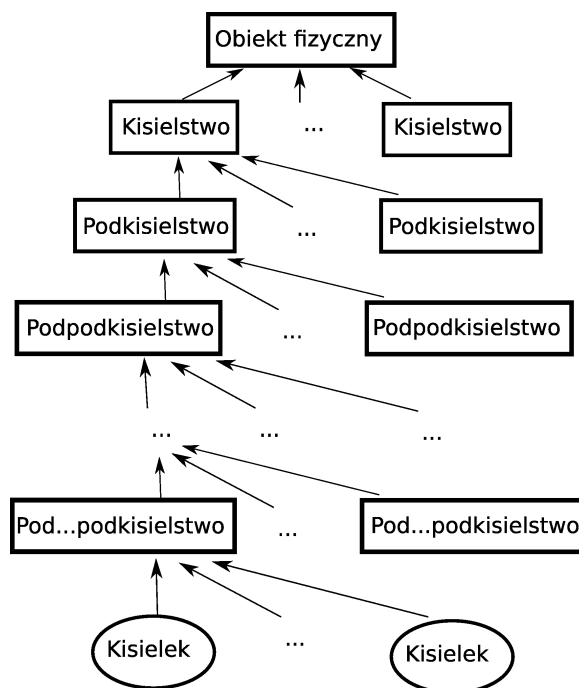 Obiekt fizyczny
Kisielstwo ... Kisielstwo
Podkisielstwo ... Podkisielstwo
Podpodkisielstwo ... Podpodkisielstwo
... ... ...
Pod...podkisielstwo ... Pod...podkisielstwo
Kisielek ... Kisielek